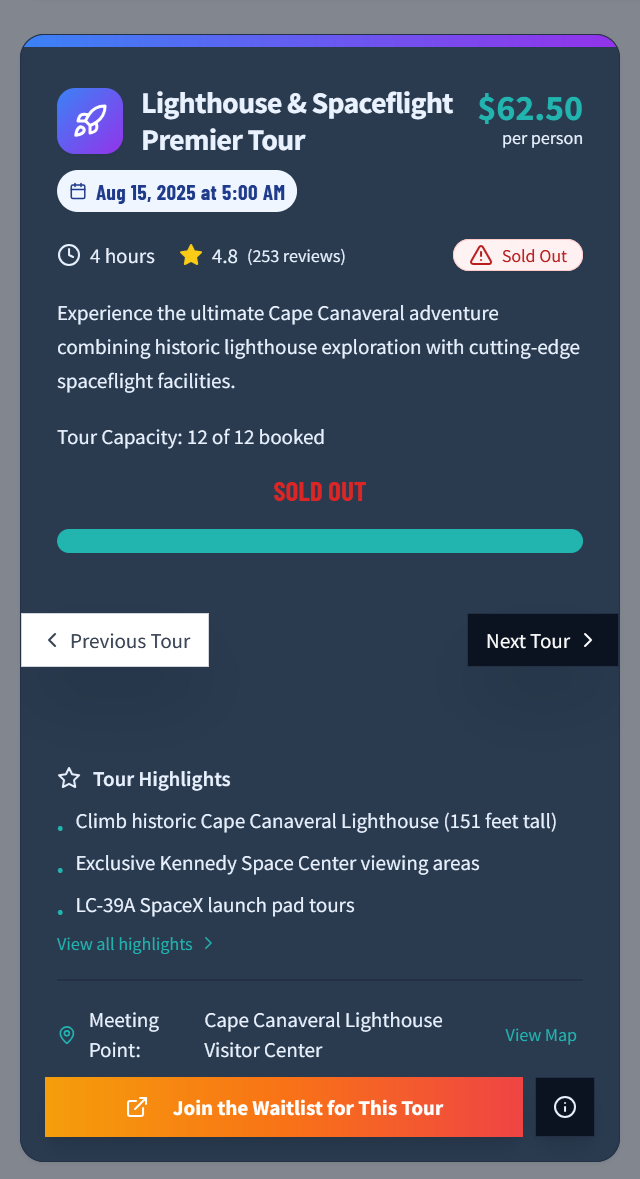 Lighthouse & Spaceflight
Premier Tour
$62.50
per person
Aug 15, 2025 at 5:00 AM
4 hours
4.8 (253 reviews)
Sold Out
Experience the ultimate Cape Canaveral adventure
combining historic lighthouse exploration with cutting-edge
spaceflight facilities.
Tour Capacity: 12 of 12 booked
SOLD OUT
Previous Tour
Next Tour
Tour Highlights
• Climb historic Cape Canaveral Lighthouse (151 feet tall)
• Exclusive Kennedy Space Center viewing areas
• LC-39A SpaceX launch pad tours
View all highlights
Meeting
Point:
Cape Canaveral Lighthouse
Visitor Center
View Map
Join the Waitlist for This Tour